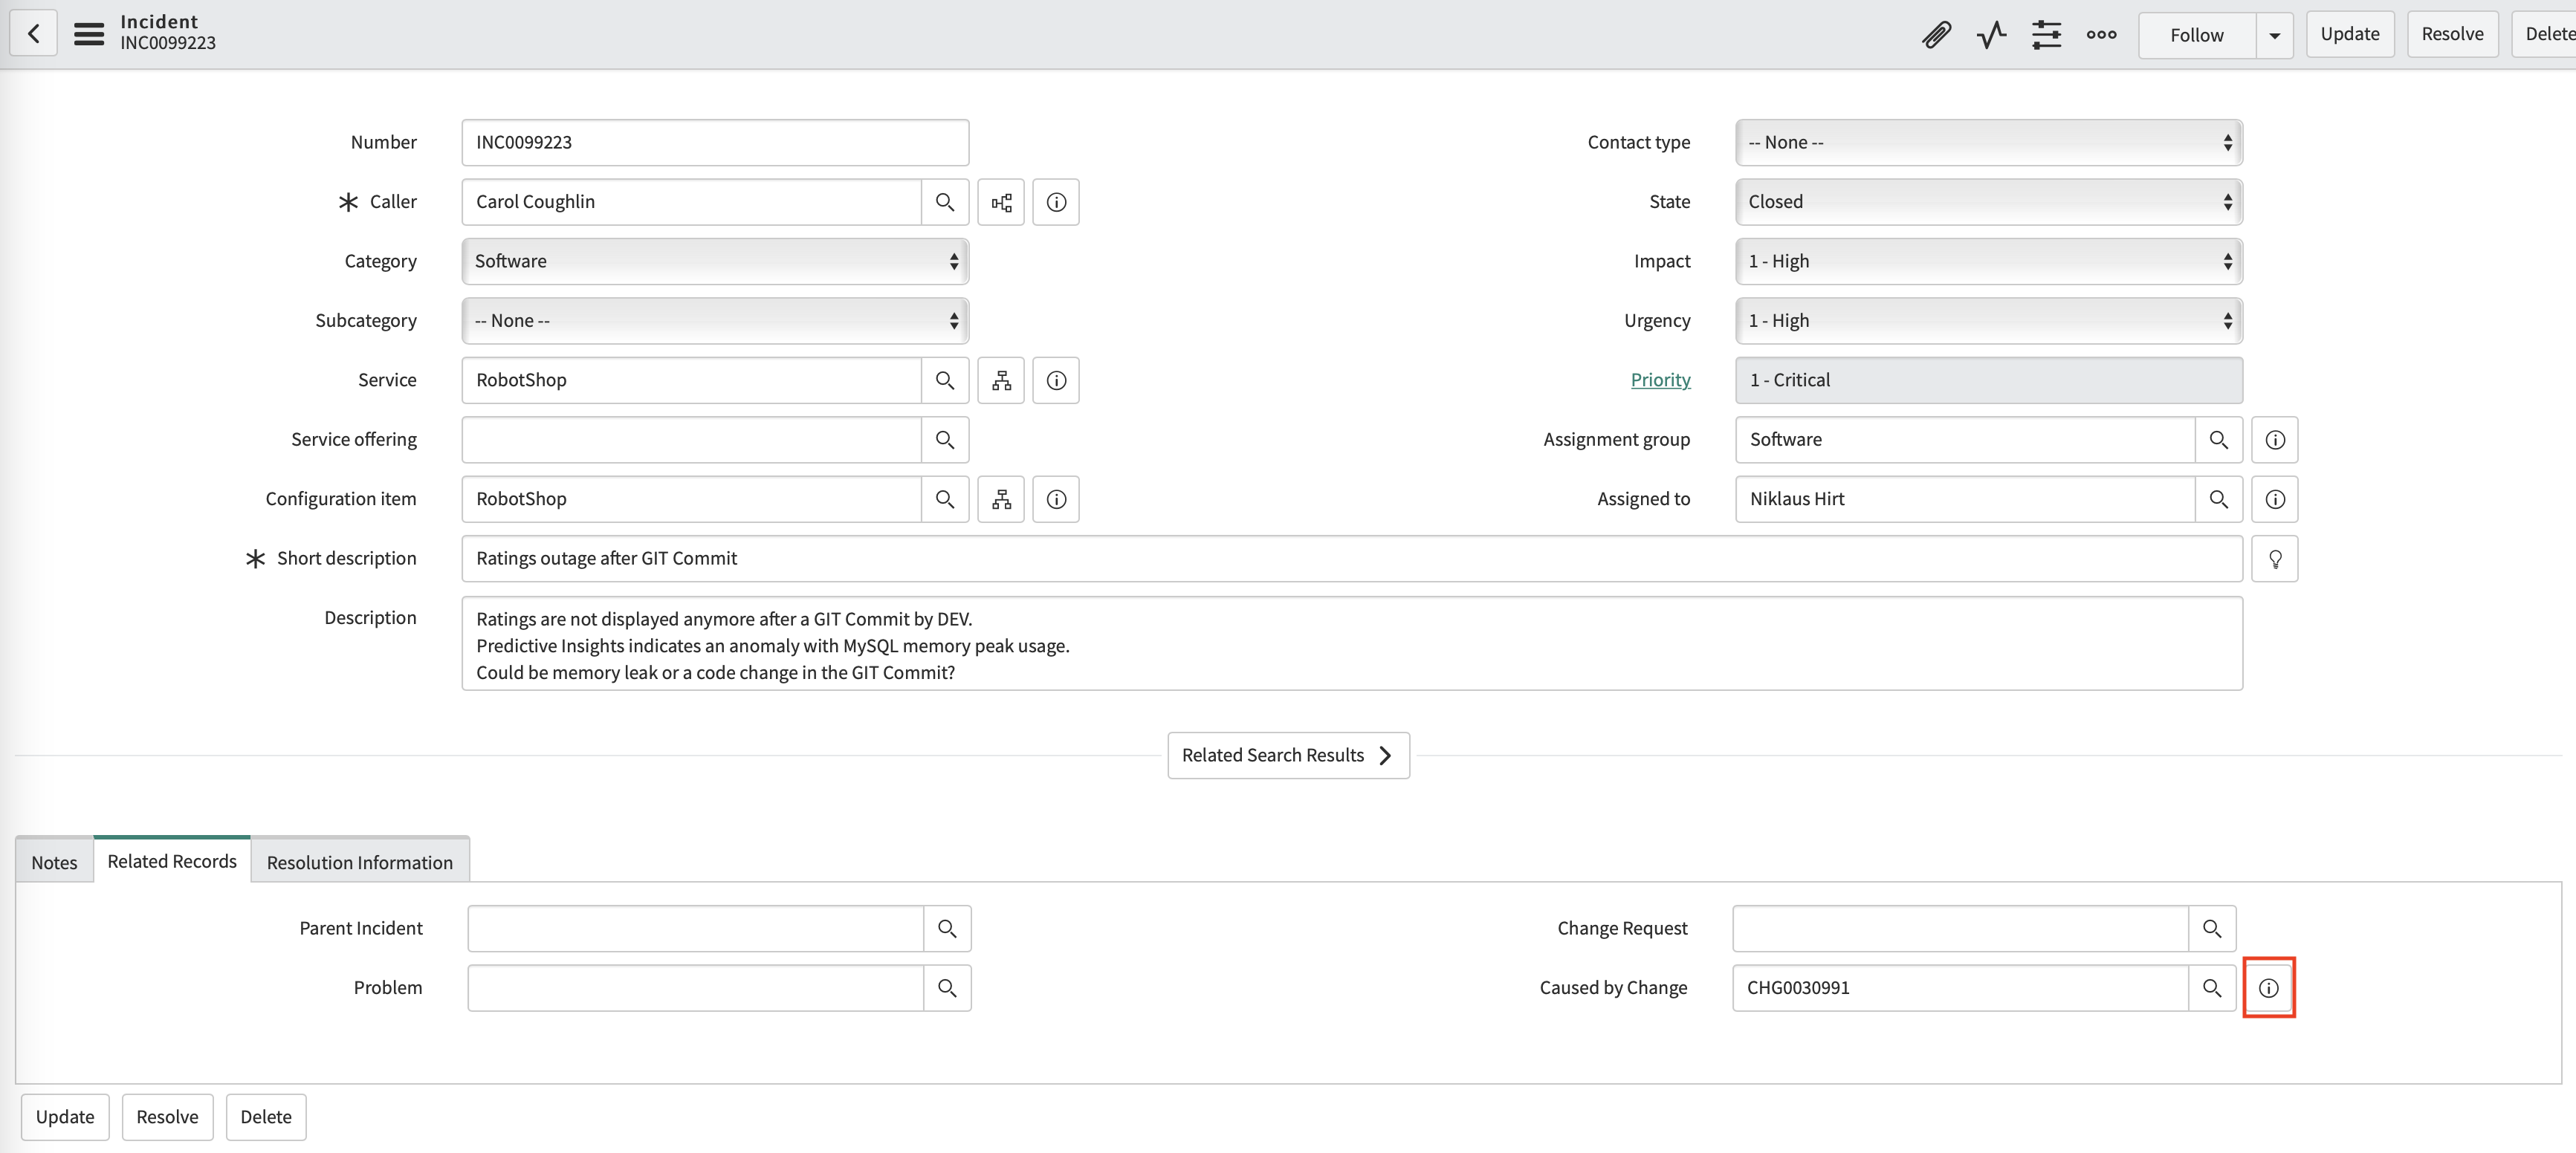 Incident
INC0099223
Follow
Update
Resolve
Delete
Number
INC0099223
Contact type
-- None --
Caller
Carol Coughlin
State
Closed
Category
Software
Impact
1 - High
Subcategory
-- None --
Urgency
1 - High
Service
RobotShop
Priority
1 - Critical
Service offering
Assignment group
Software
Configuration item
RobotShop
Assigned to
Niklaus Hirt
Short description
Ratings outage after GIT Commit
Description
Ratings are not displayed anymore after a GIT Commit by DEV.
Predictive Insights indicates an anomaly with MySQL memory peak usage.
Could be memory leak or a code change in the GIT Commit?
Related Search Results
Notes
Related Records
Resolution Information
Parent Incident
Change Request
Problem
Caused by Change
CHG0030991
Update
Resolve
Delete